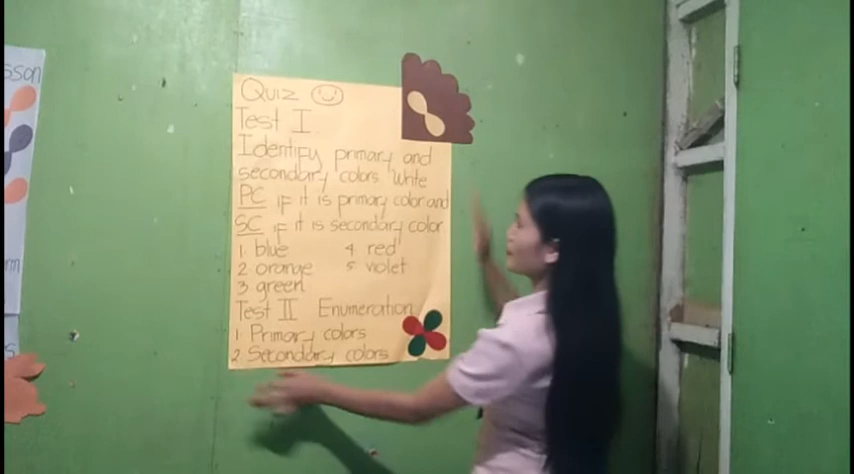 sson
Quiz
Test I
Identify primary and
secondary colors. Write
PC if it is primary color and
SC if it is secondary color
1. blue 4 red
2. orange 5. violet
3. green
Test II Enumeration
1. Primary colors
2 Secondary colors